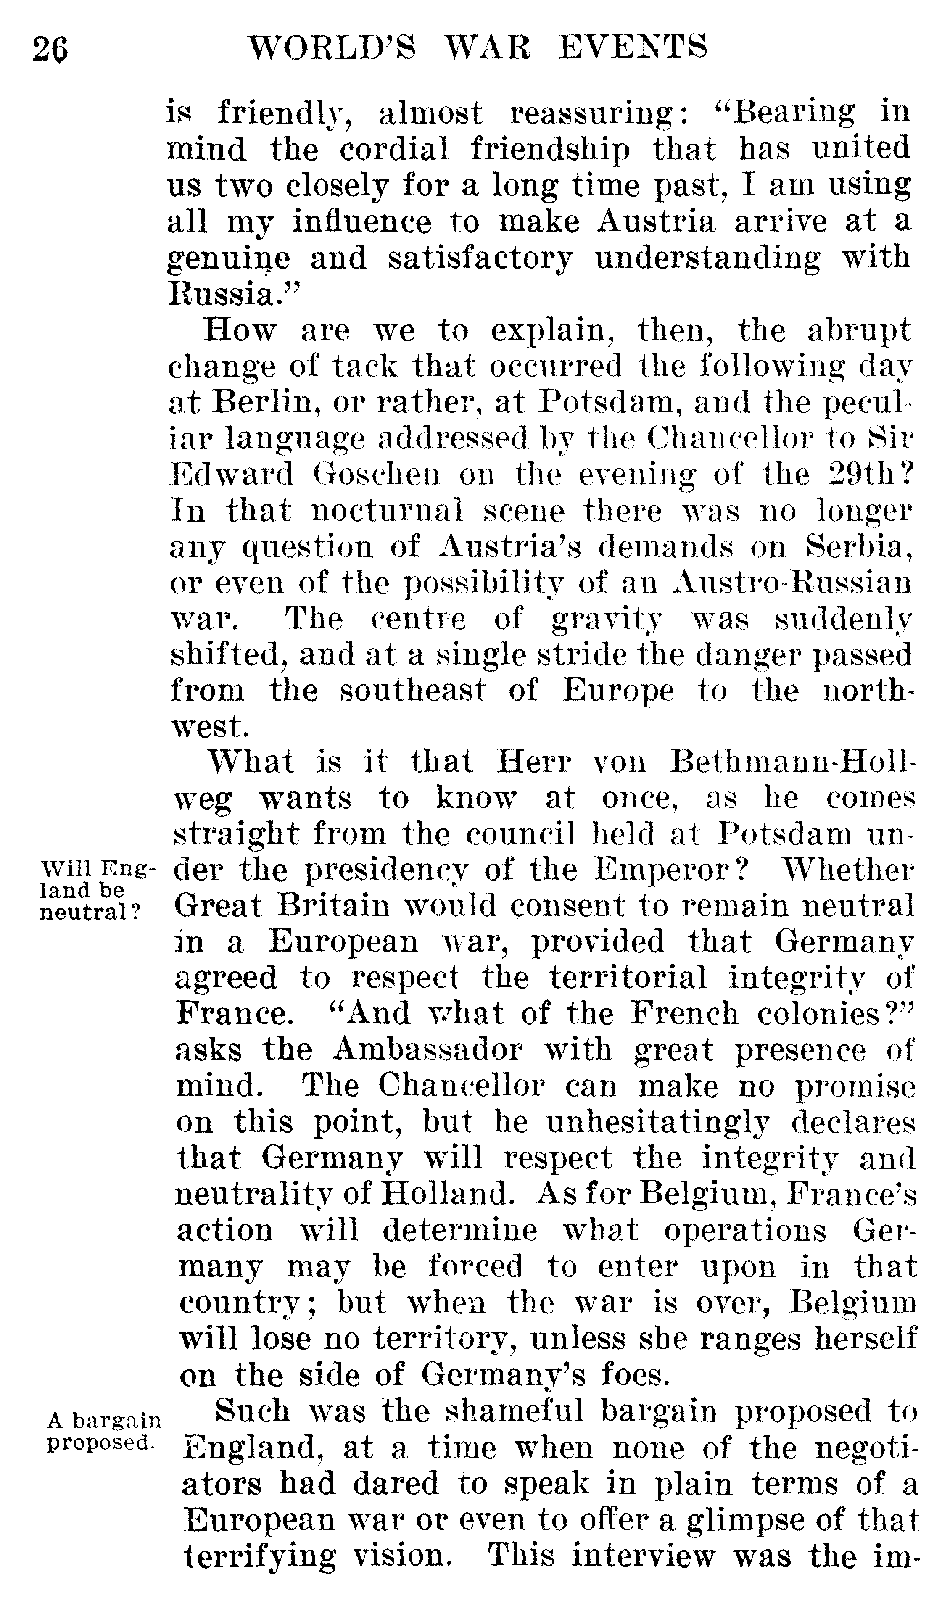 26 WORLD'S WAR EVENTS
is friendly, almost reassuring: "Bearing in
mind the cordial friendship that has united
us two closely for a long time past, I am using
all my influence to make Austria arrive at a
genuine and satisfactory understanding with
Russia."
How are we to explain, then, the abrupt
change of tack that occurred the following day
at Berlin, or rather, at Potsdam, and the pecul-
iar language addressed by the Chancellor to Sir
Edward Goschen on the evening of the 29th?
In that nocturnal scene there was no longer
any question of Austria's demands on Serbia,
or even of the possibility of an Austro-Russian
war. The centre of gravity was suddenly
shifted, and at a single stride the danger passed
from the southeast of Europe to the north-
west.
What is it that Herr von Bethmann-Holl-
weg wants to know at once, as he comes
straight from the council held at Potsdam un-
der the presidency of the Emperor? Whether
Great Britain would consent to remain neutral
in a European war, provided that Germany
agreed to respect the territorial integrity of
France. "And what of the French colonies?"
asks the Ambassador with great presence of
mind. The Chancellor can make no promise
on this point, but he unhesitatingly declares
that Germany will respect the integrity and
neutrality of Holland. As for Belgium, France's
action will determine what operations Ger-
many may be forced to enter upon in that
country; but when the war is over, Belgium
will lose no territory, unless she ranges herself
on the side of Germany's foes.
Such was the shameful bargain proposed to
England, at a time when none of the negoti-
ators had dared to speak in plain terms of a
European war or even to offer a glimpse of that
terrifying vision. This interview was the im-
Will Eng-
land be
neutral?
A bargain
proposed.